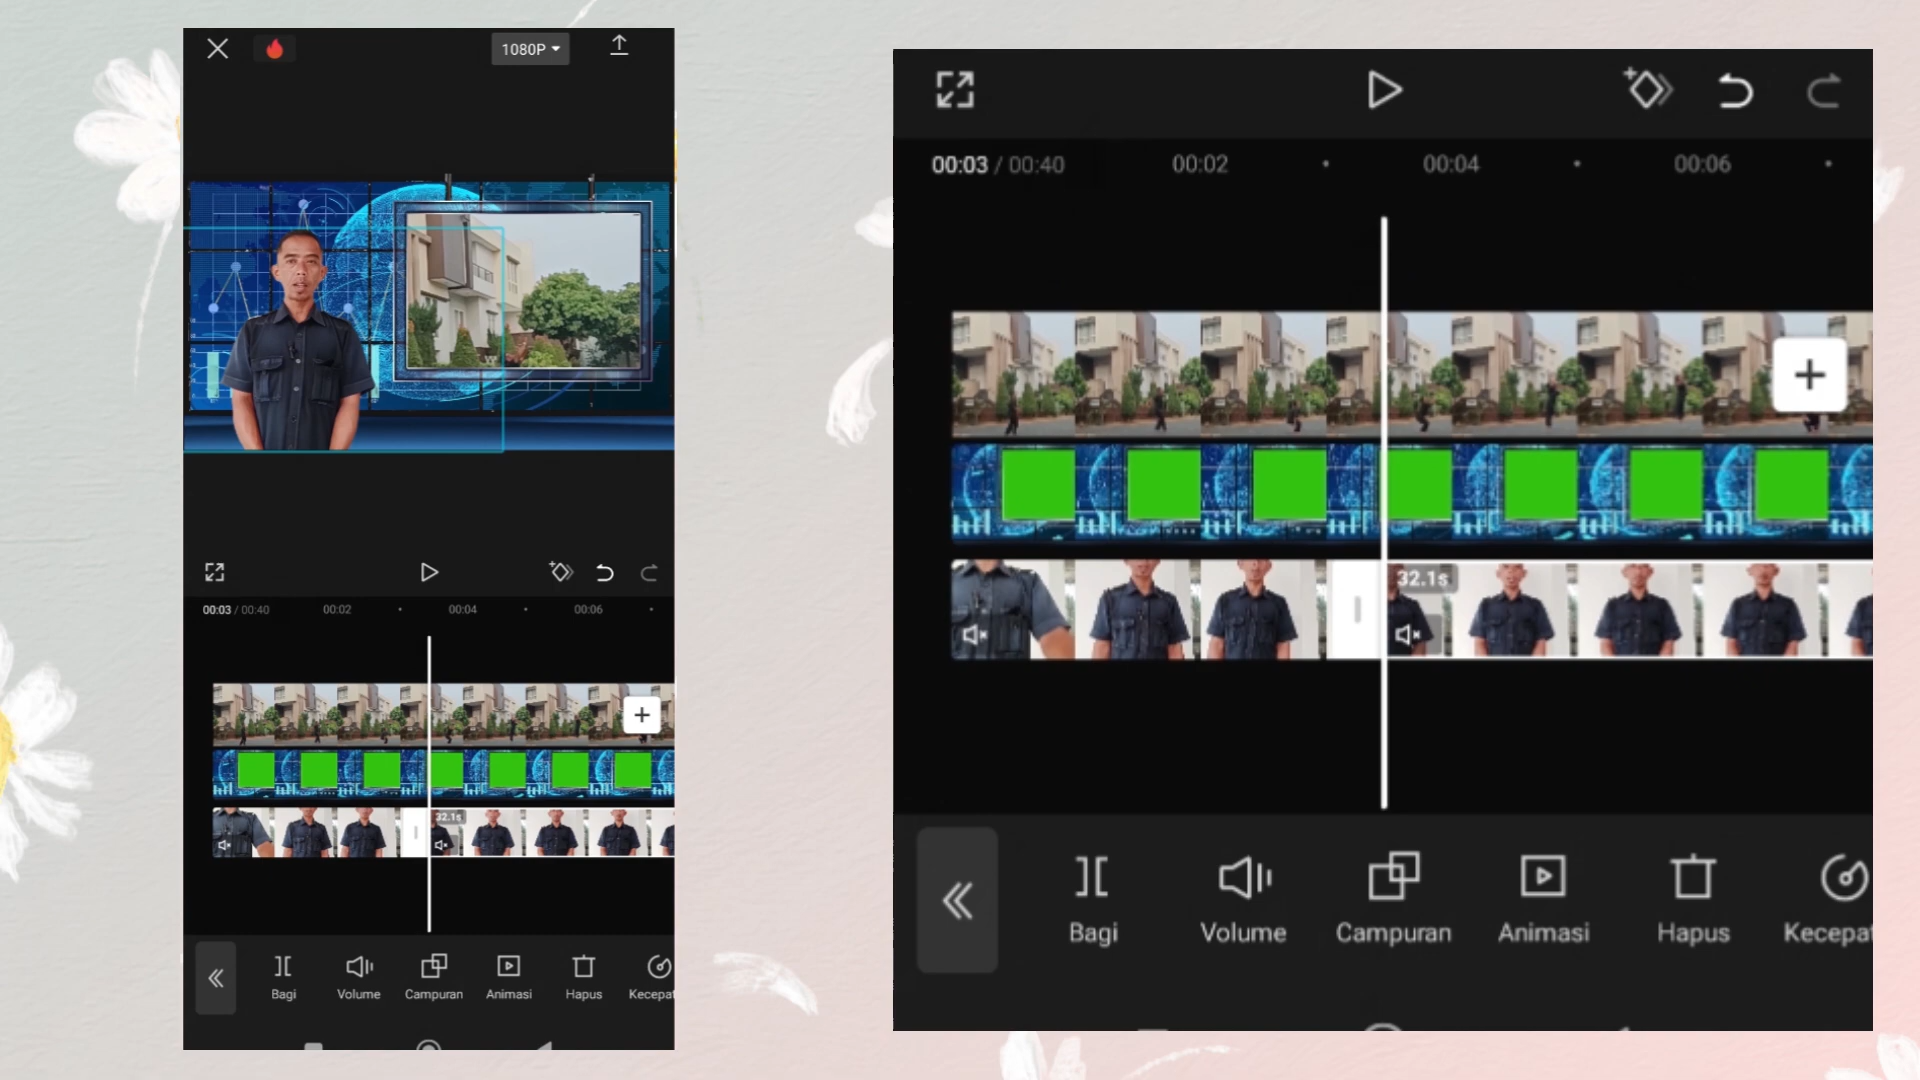 1080P
00:03 / 00:40 00:02 00:04 00:06
32.1s
Bagi Volume Campuran Animasi Hapus Kecepat
00:03 / 00:40 00:02 00:04 00:06
32.1s
Bagi Volume Campuran Animasi Hapus Kecepat